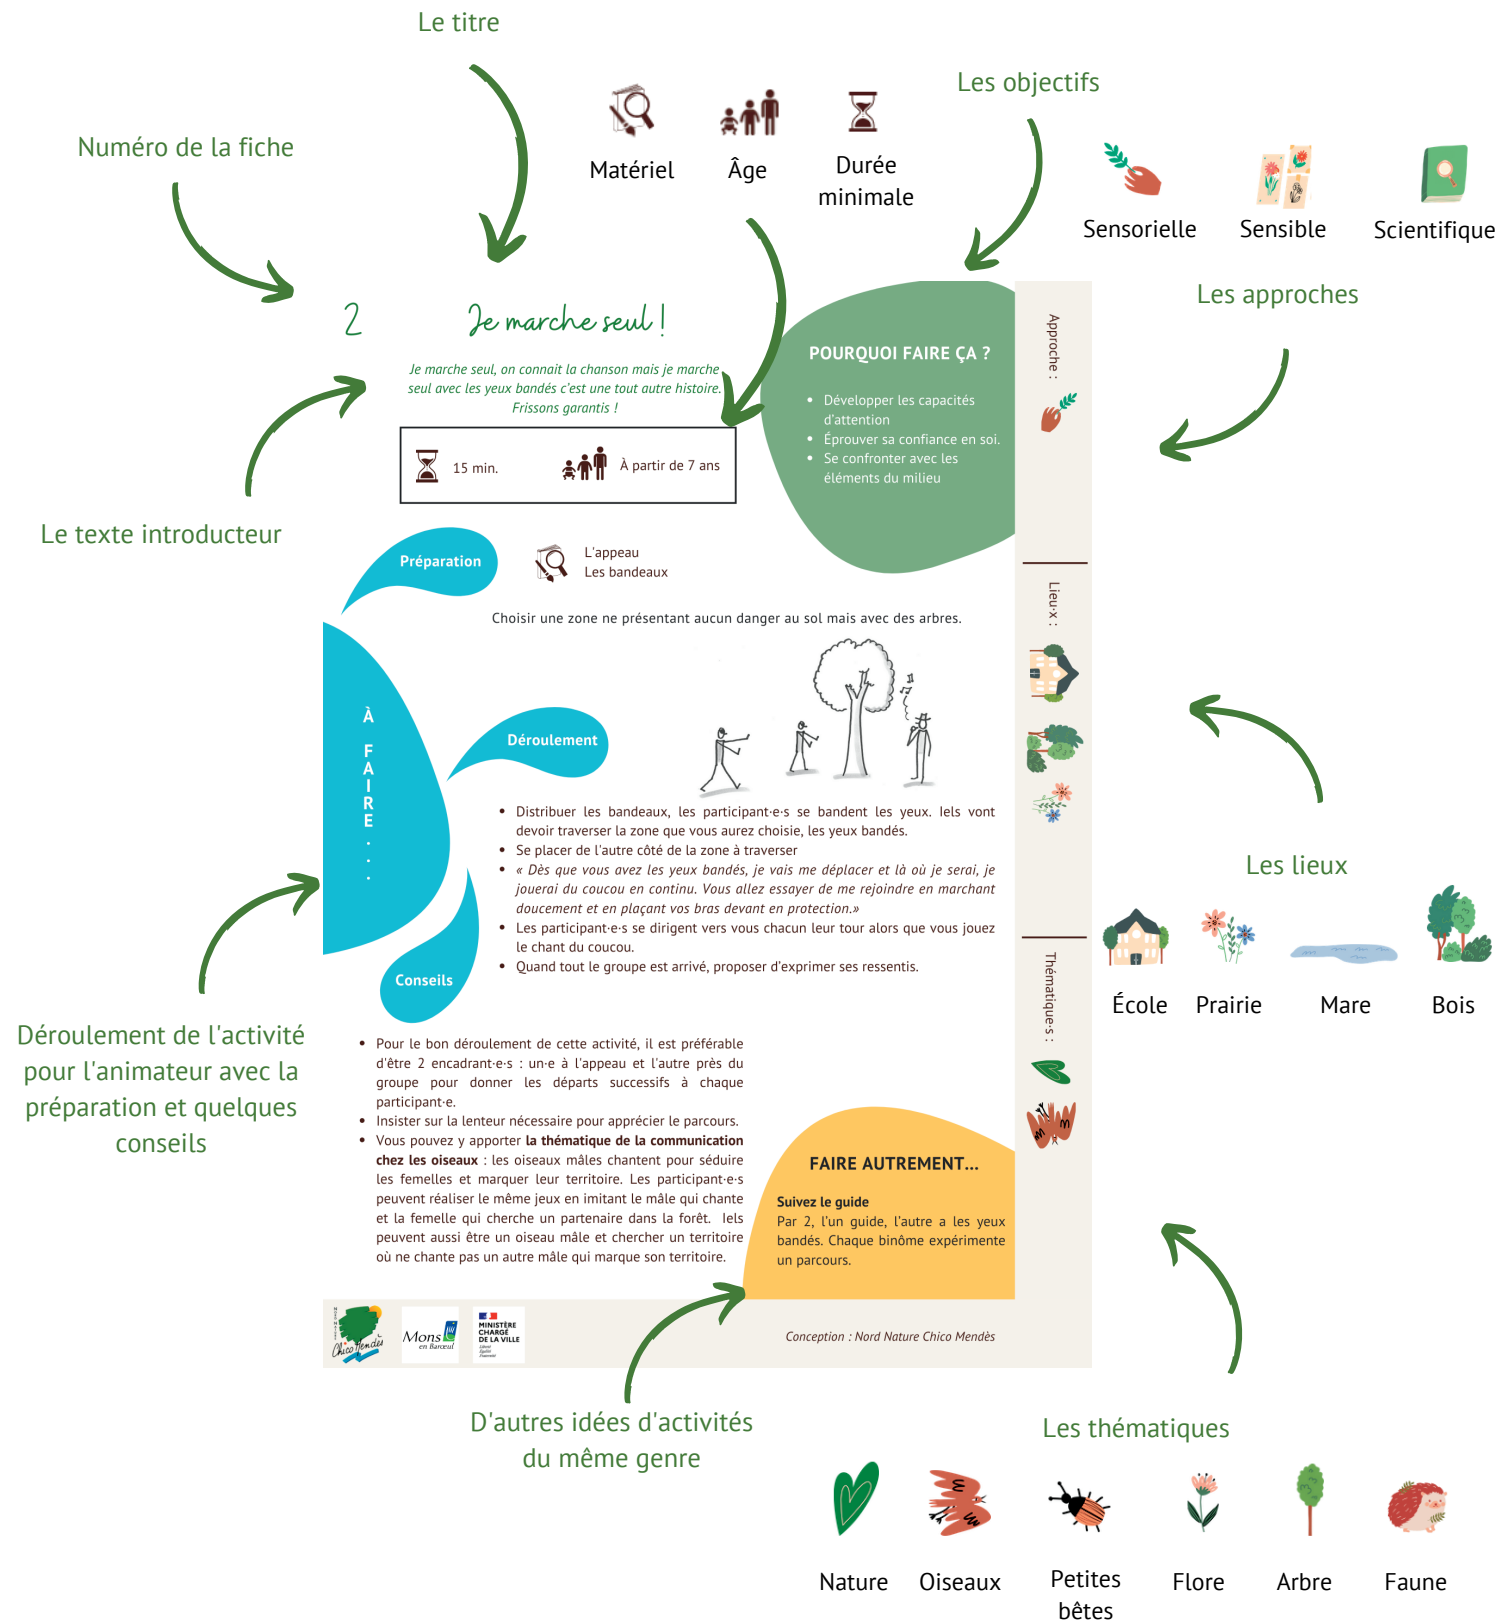 Le titre
Numéro de la fiche
Matériel
Âge
Durée
minimale
Les objectifs
Sensorielle
Sensible
Scientifique
Les approches
2
Je marche seul !
Je marche seul, on connait la chanson mais je marche
seul avec les yeux bandés c'est une tout autre histoire.
Frissons garantis !
15 min.
À partir de 7 ans
POURQUOI FAIRE ÇA ?
• Développer les capacités
d'attention
• Éprouver sa confiance en soi.
• Se confronter avec les
éléments du milieu
Approche :
Le texte introducteur
Préparation
L'appeau
Les bandeaux
Choisir une zone ne présentant aucun danger au sol mais avec des arbres.
Lieu·x :
À FAIRE . . .
Déroulement
• Distribuer les bandeaux, les participant·e·s se bandent les yeux. Iels vont
devoir traverser la zone que vous aurez choisie, les yeux bandés.
• Se placer de l'autre côté de la zone à traverser
• « Dès que vous avez les yeux bandés, je vais me déplacer et là où je serai, je
jouerai du coucou en continu. Vous allez essayer de me rejoindre en marchant
doucement et en plaçant vos bras devant en protection.»
• Les participant·e·s se dirigent vers vous chacun leur tour alors que vous jouez
le chant du coucou.
• Quand tout le groupe est arrivé, proposer d'exprimer ses ressentis.
Les lieux
École
Prairie
Mare
Bois
Thématique·s :
Conseils
Déroulement de l'activité
pour l'animateur avec la
préparation et quelques
conseils
• Pour le bon déroulement de cette activité, il est préférable
d'être 2 encadrant·e·s : un·e à l'appeau et l'autre près du
groupe pour donner les départs successifs à chaque
participant·e.
• Insister sur la lenteur nécessaire pour apprécier le parcours.
• Vous pouvez y apporter la thématique de la communication
chez les oiseaux : les oiseaux mâles chantent pour séduire
les femelles et marquer leur territoire. Les participant·e·s
peuvent réaliser le même jeux en imitant le mâle qui chante
et la femelle qui cherche un partenaire dans la forêt. Iels
peuvent aussi être un oiseau mâle et chercher un territoire
où ne chante pas un autre mâle qui marque son territoire.
FAIRE AUTREMENT...
Suivez le guide
Par 2, l'un guide, l'autre a les yeux
bandés. Chaque binôme expérimente
un parcours.
Chico Mendès
Mons
en Barœul
MINISTÈRE
CHARGÉ
DE LA VILLE
Liberté
Égalité
Fraternité
Conception : Nord Nature Chico Mendès
D'autres idées d'activités
du même genre
Les thématiques
Nature
Oiseaux
Petites
bêtes
Flore
Arbre
Faune